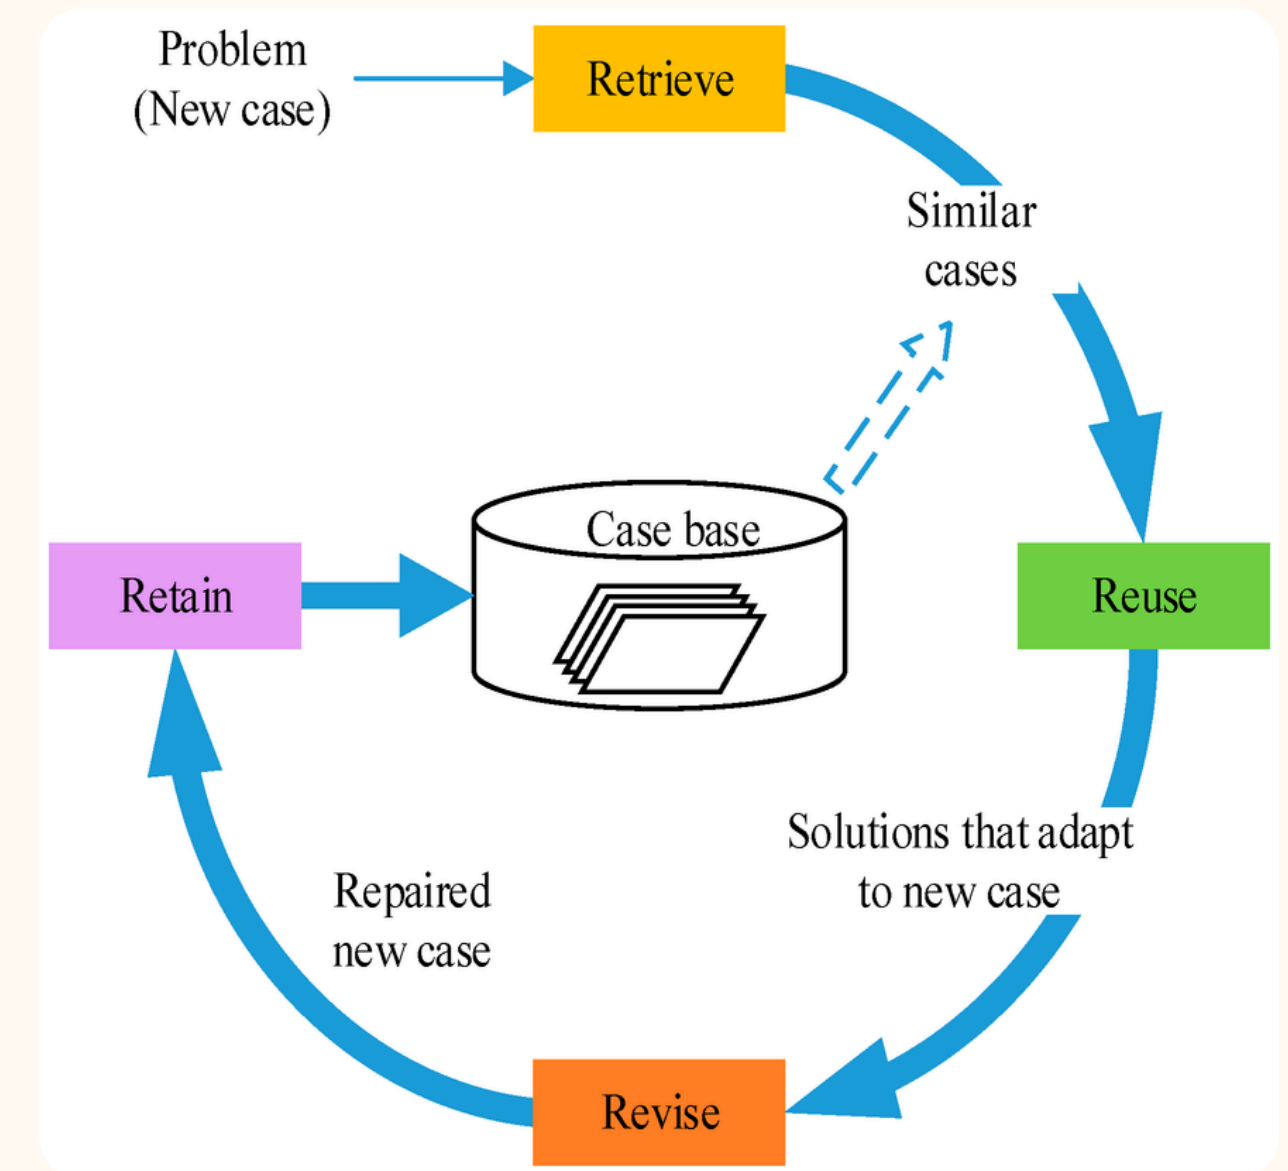 Problem
(New case)
Retrieve
Similar
cases
Case base
Retain
Reuse
Solutions that adapt
to new case
Repaired
new case
Revise